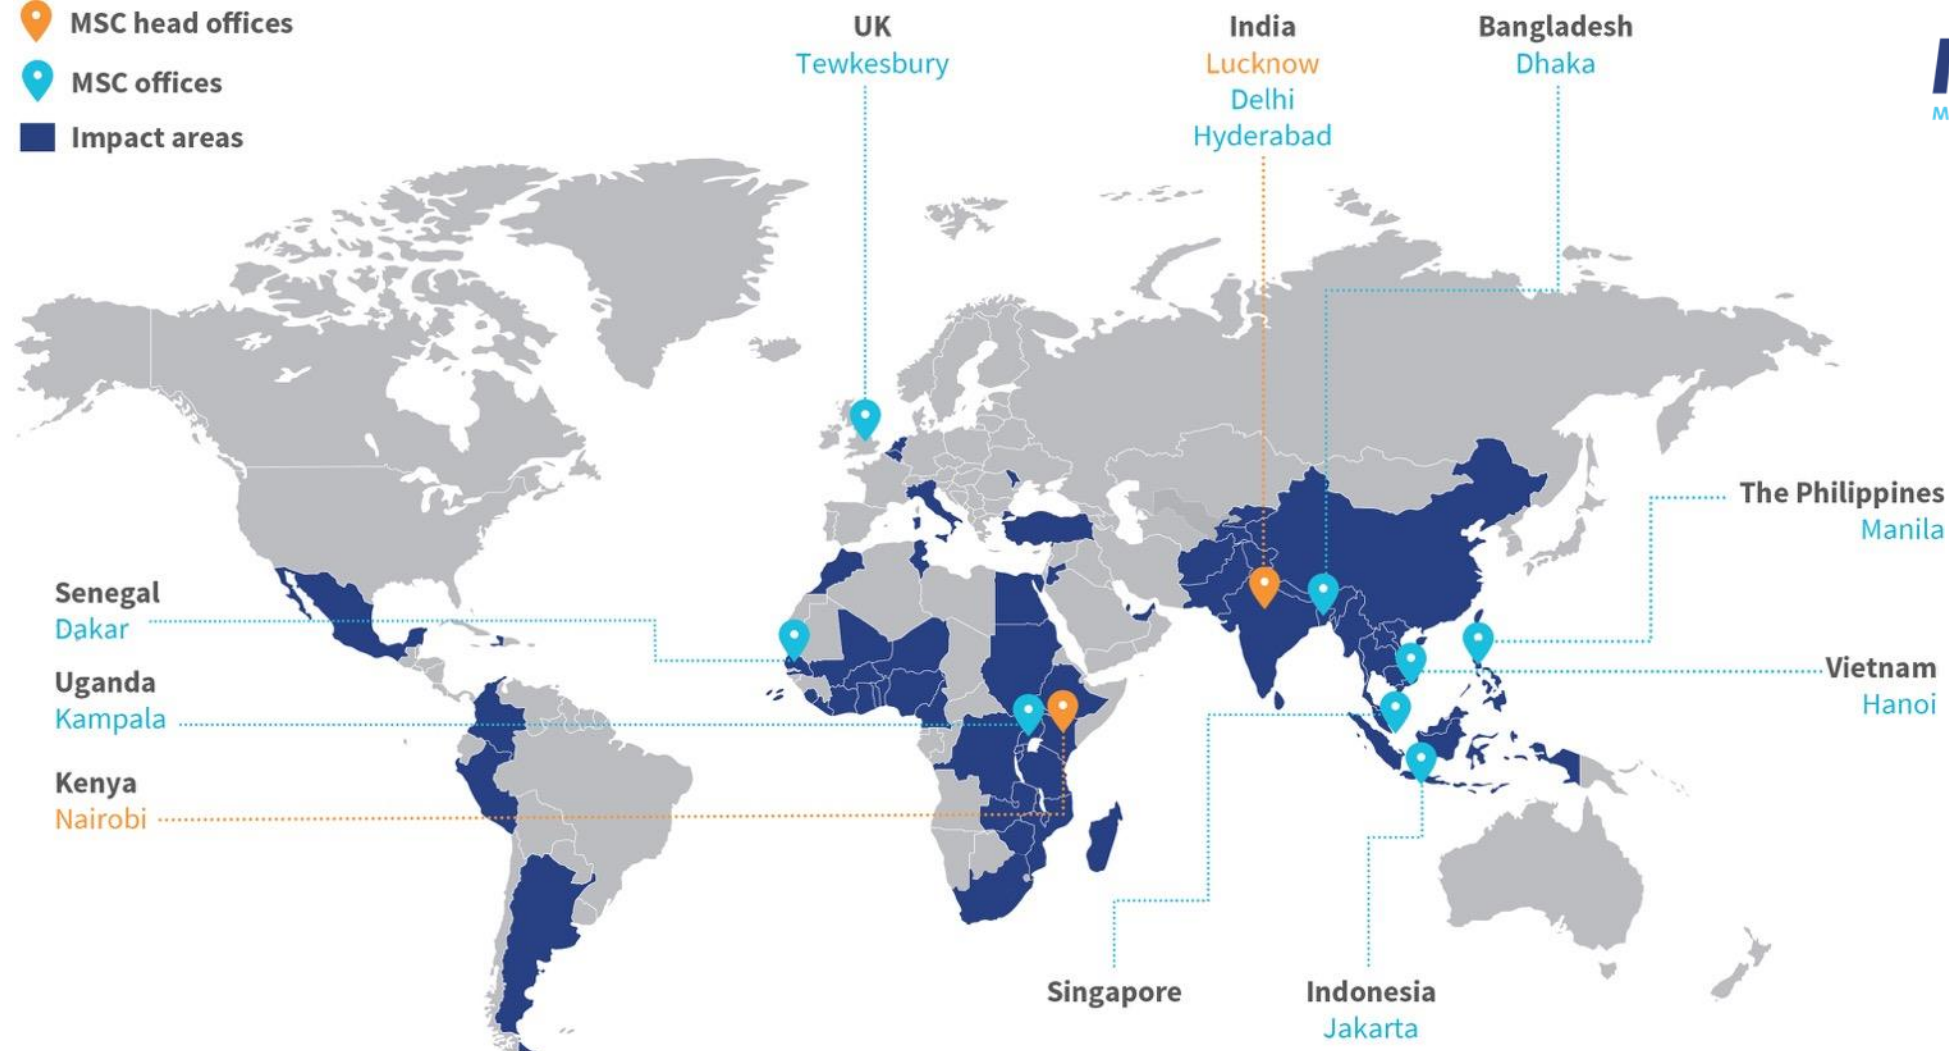 MSC head offices
MSC offices
Impact areas
UK
Tewkesbury
India
Lucknow
Delhi
Hyderabad
Bangladesh
Dhaka
The Philippines
Manila
Senegal
Dakar
Uganda
Kampala
Vietnam
Hanoi
Kenya
Nairobi
Singapore
Indonesia
Jakarta